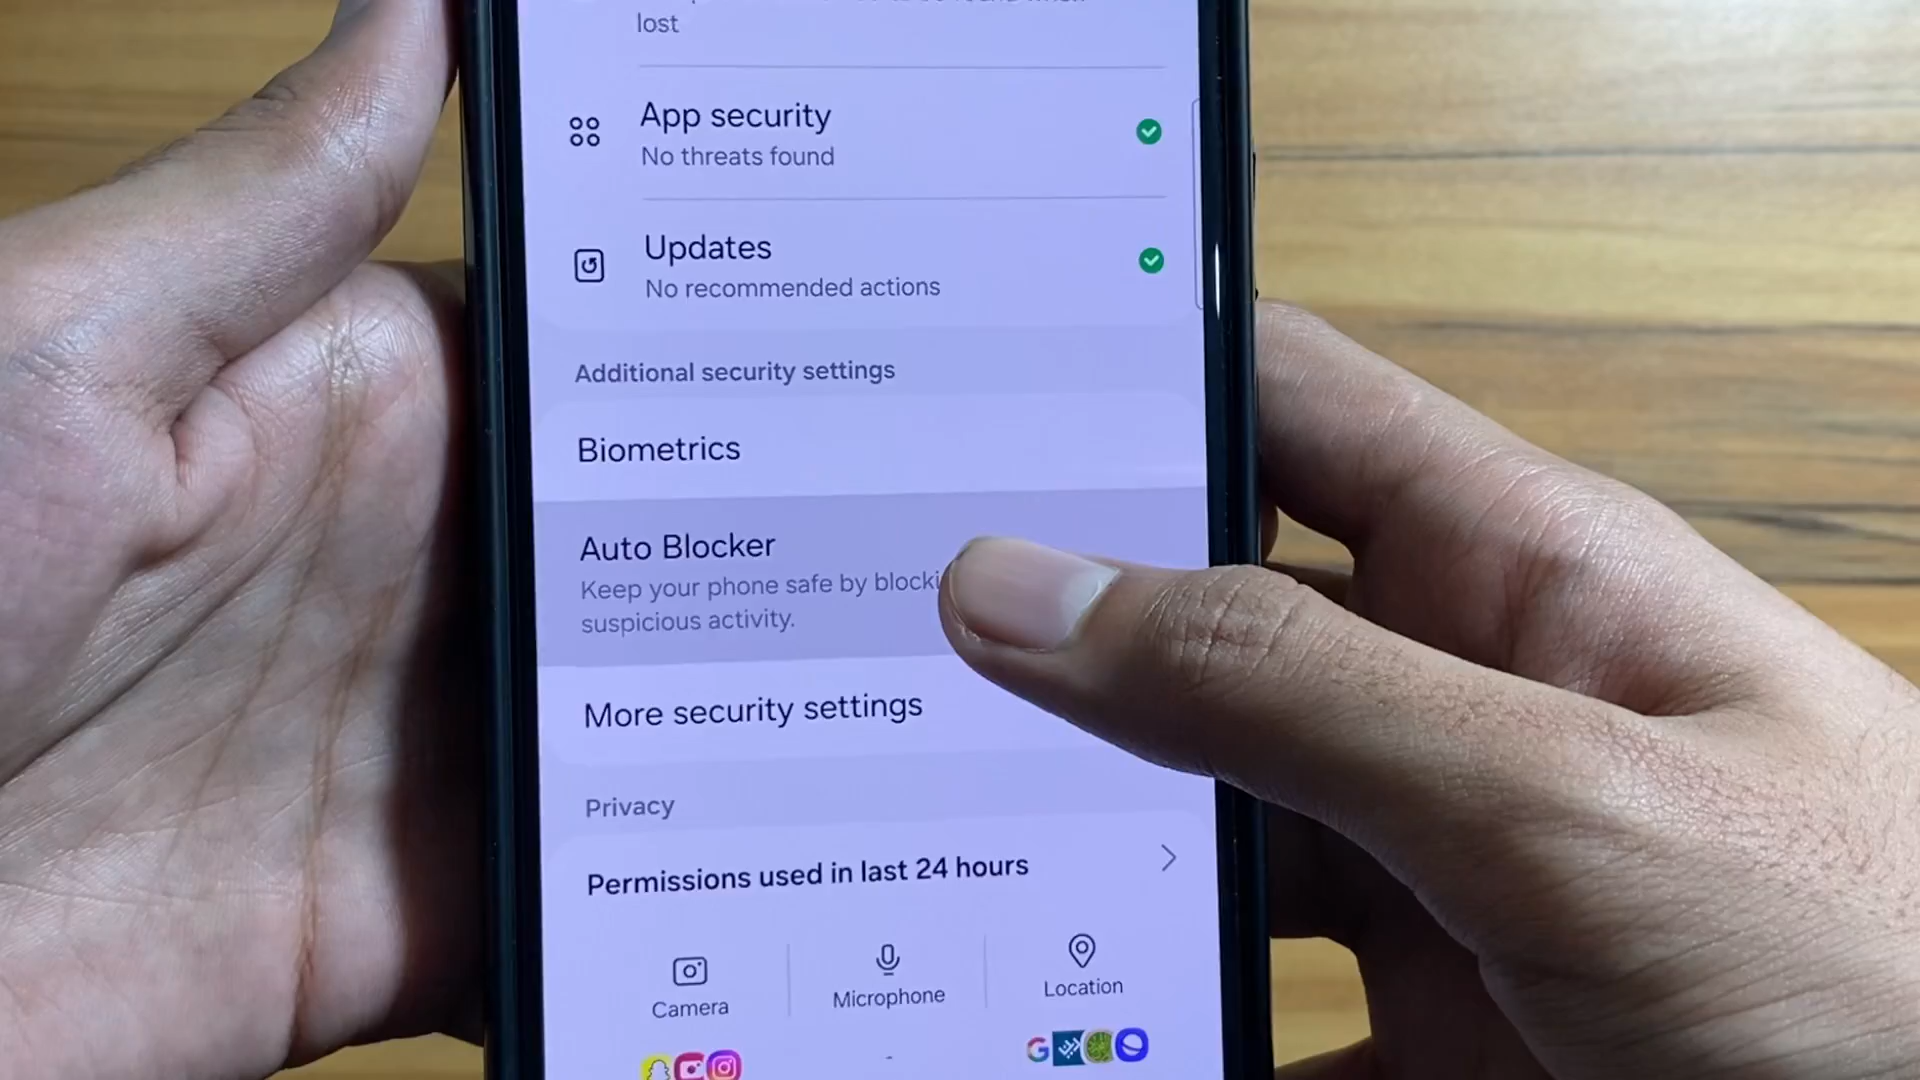 lost
App security
No threats found
Updates
No recommended actions
Additional security settings
Biometrics
Auto Blocker
Keep your phone safe by
suspicious activity.
More security settings
Privacy
Permissions used in last 24 hours
Camera
Microphone
Location
-